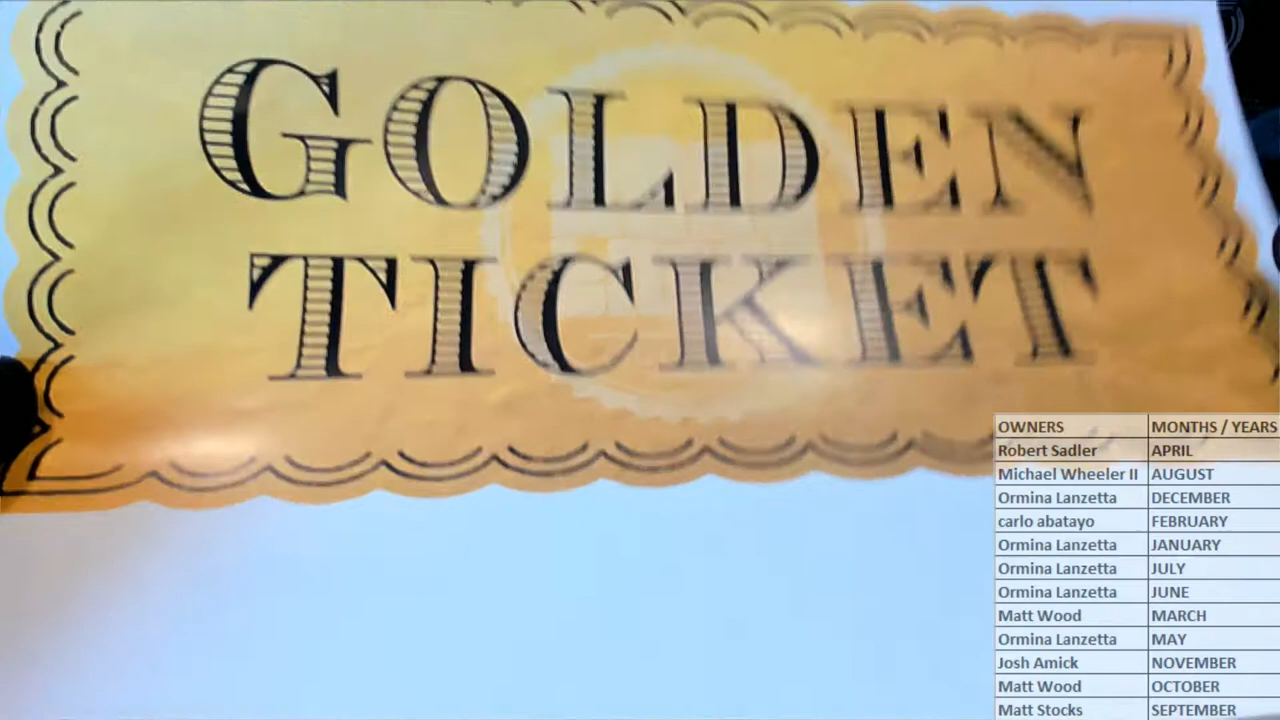 GOLDEN
TICKET
OWNERS MONTHS / YEARS
Robert Sadler APRIL
Michael Wheeler II AUGUST
Ormina Lanzetta DECEMBER
carlo abatayo FEBRUARY
Ormina Lanzetta JANUARY
Ormina Lanzetta JULY
Ormina Lanzetta JUNE
Matt Wood MARCH
Ormina Lanzetta MAY
Josh Amick NOVEMBER
Matt Wood OCTOBER
Matt Stocks SEPTEMBER